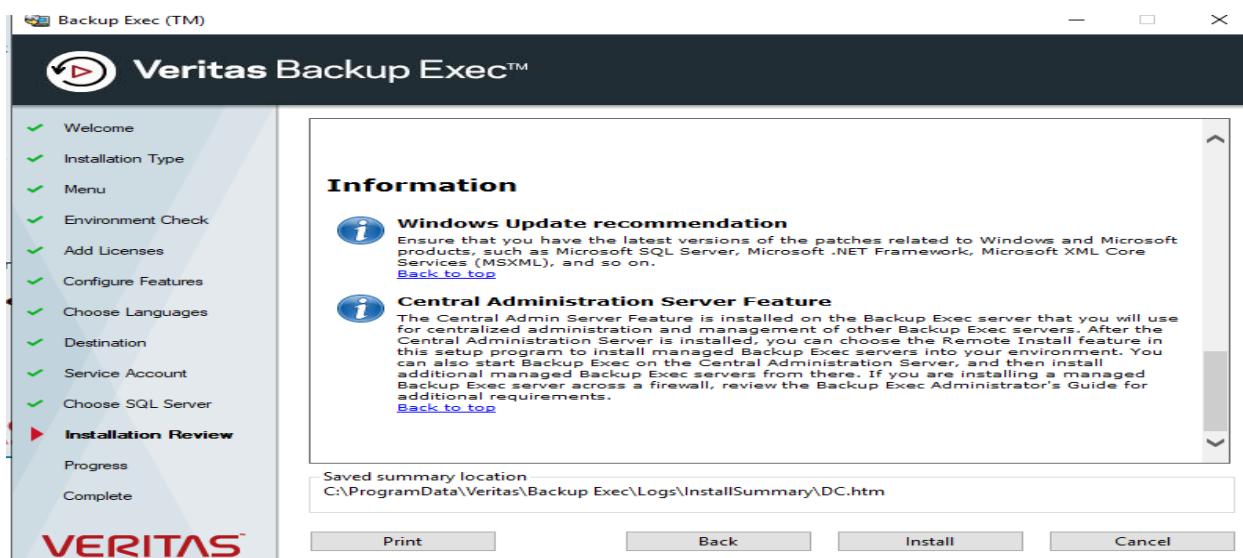 Backup Exec (TM)
Veritas Backup Exec™
Welcome
Installation Type
Menu
Environment Check
Add Licenses
Configure Features
Choose Languages
Destination
Service Account
Choose SQL Server
Installation Review
Progress
Complete
VERITAS
Information
Windows Update recommendation
Ensure that you have the latest versions of the patches related to Windows and Microsoft
products, such as Microsoft SQL Server, Microsoft .NET Framework, Microsoft XML Core
Services (MSXML), and so on.
Back to top
Central Administration Server Feature
The Central Admin Server Feature is installed on the Backup Exec server that you will use
for centralized administration and management of other Backup Exec servers. After the
Central Administration Server is installed, you can choose the Remote Install feature in
this setup program to install managed Backup Exec servers into your environment. You
can also start Backup Exec on the Central Administration Server, and then install
additional managed Backup Exec servers from there. If you are installing a managed
Backup Exec server across a firewall, review the Backup Exec Administrator's Guide for
additional requirements.
Back to top
Saved summary location
C:\ProgramData\Veritas\Backup Exec\Logs\InstallSummary\DC.htm
Print
Back
Install
Cancel